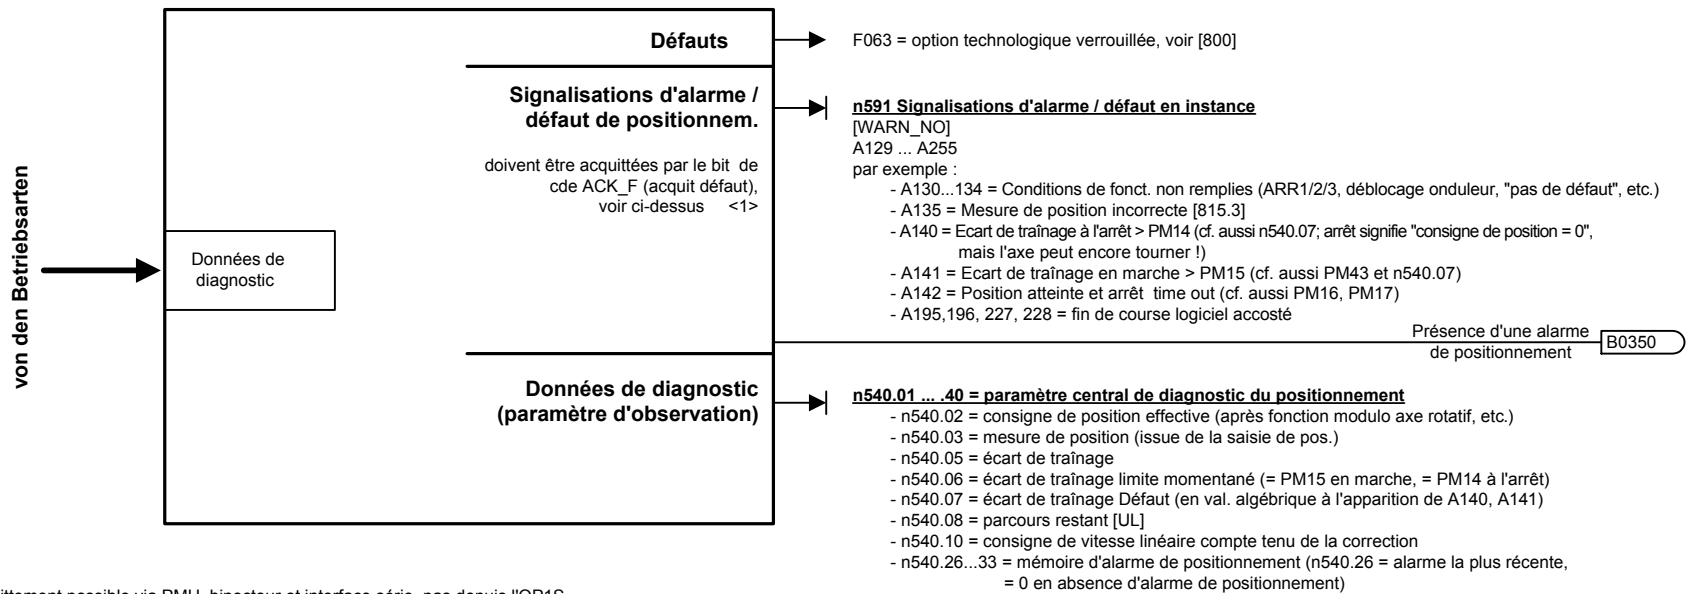 von den Betriebsarten
Données de
diagnostic
Défauts
F063 = option technologique verrouillée, voir [800]
Signalisations d'alarme /
défaut de positionnem.
doivent être acquittées par le bit de
cde ACK_F (acquit défaut),
voir ci-dessus <1>
n591 Signalisations d'alarme / défaut en instance
[WARN_NO]
A129 ... A255
par exemple :
- A130...134 = Conditions de fonct. non remplies (ARR1/2/3, déblocage onduleur, "pas de défaut", etc.)
- A135 = Mesure de position incorrecte [815.3]
- A140 = Ecart de traînage à l'arrêt > PM14 (cf. aussi n540.07; arrêt signifie "consigne de position = 0",
mais l'axe peut encore tourner !)
- A141 = Ecart de traînage en marche > PM15 (cf. aussi PM43 et n540.07)
- A142 = Position atteinte et arrêt time out (cf. aussi PM16, PM17)
- A195,196, 227, 228 = fin de course logiciel accosté
Présence d'une alarme
de positionnement
B0350
Données de diagnostic
(paramètre d'observation)
n540.01 ... .40 = paramètre central de diagnostic du positionnement
- n540.02 = consigne de position effective (après fonction modulo axe rotatif, etc.)
- n540.03 = mesure de position (issue de la saisie de pos.)
- n540.05 = écart de traînage
- n540.06 = écart de traînage limite momentané (= PM15 en marche, = PM14 à l'arrêt)
- n540.07 = écart de traînage Défaut (en val. algébrique à l'apparition de A140, A141)
- n540.08 = parcours restant [UL]
- n540.10 = consigne de vitesse linéaire compte tenu de la correction
- n540.26...33 = mémoire d'alarme de positionnement (n540.26 = alarme la plus récente,
= 0 en absence d'alarme de positionnement)